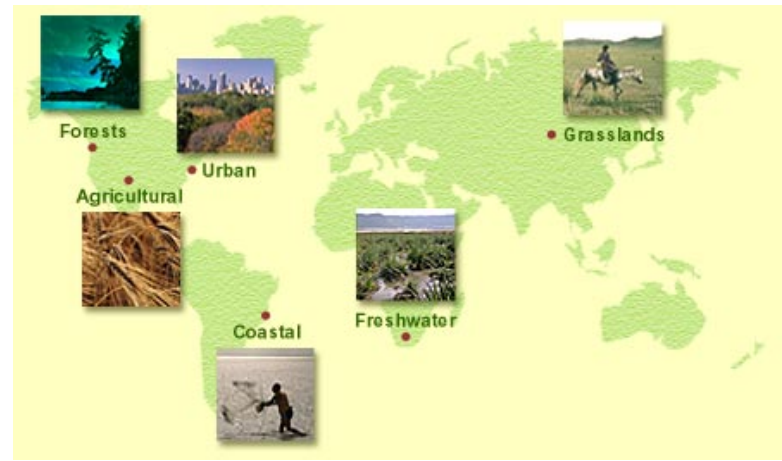 Forests
Urban
Agricultural
Grasslands
Freshwater
Coastal